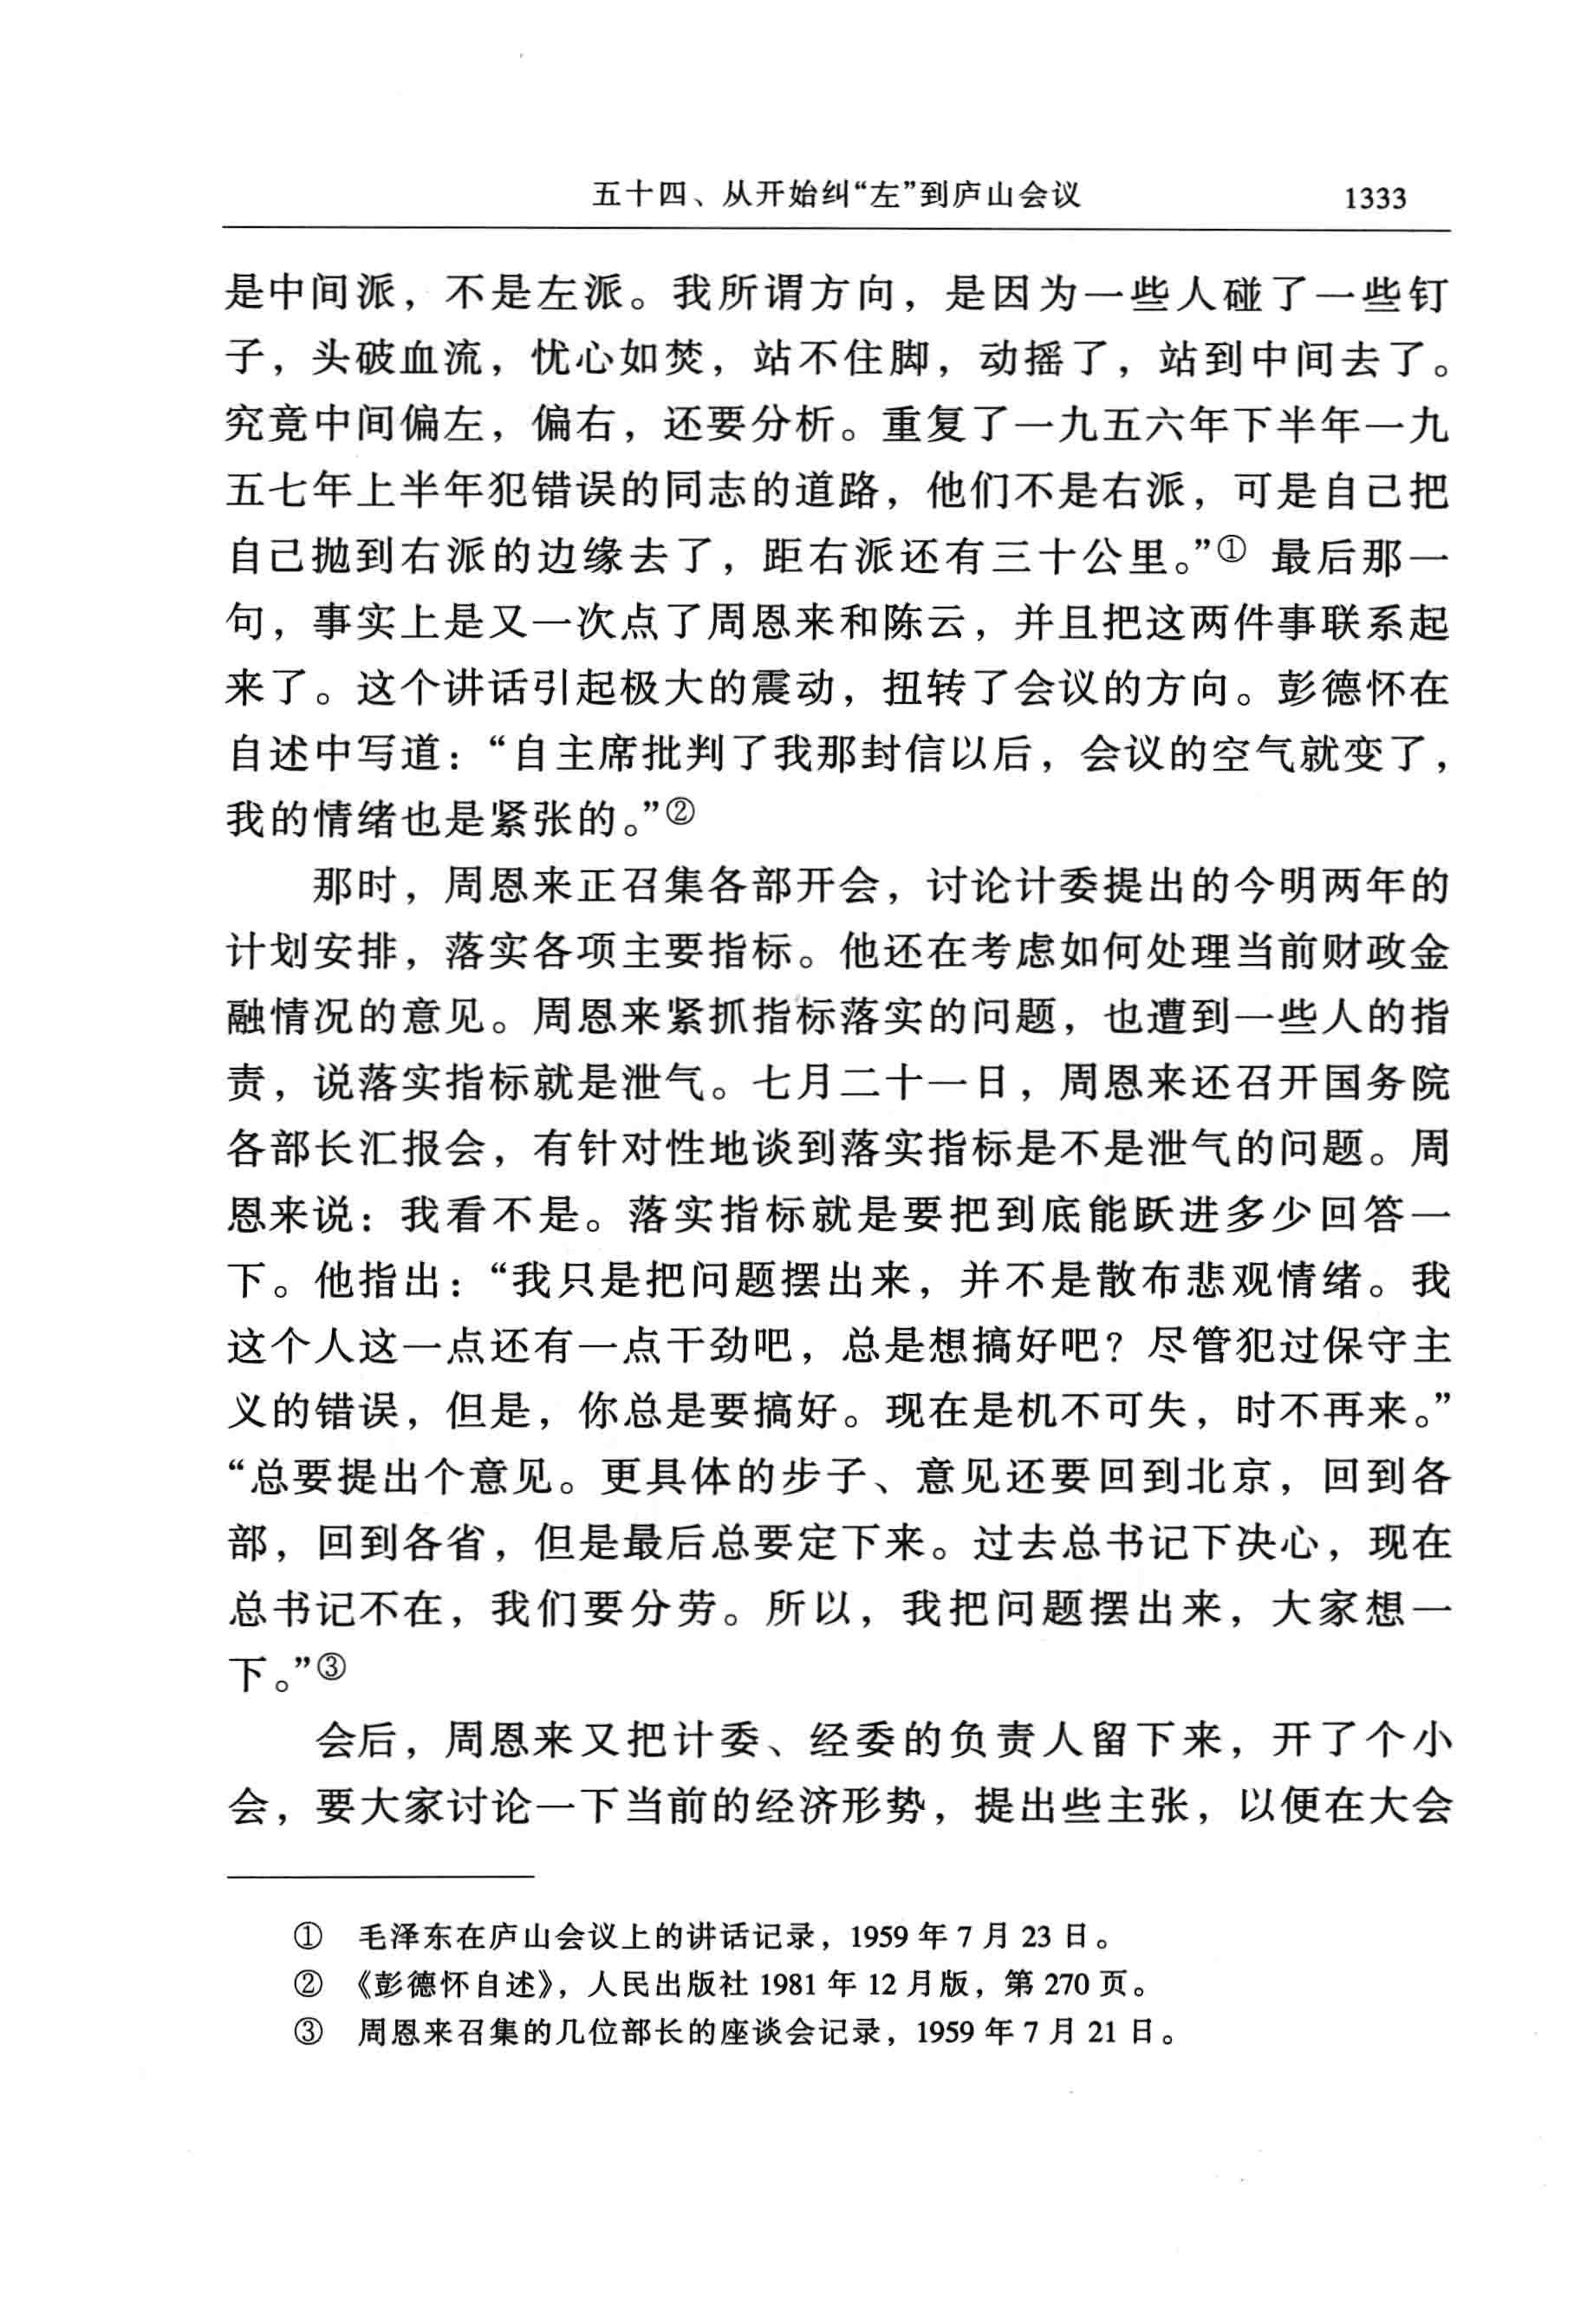 五十四、从开始纠“左”到庐山会议 1333
是中间派，不是左派。我所谓方向，是因为一些人碰了一些钉
子，头破血流，忧心如焚，站不住脚，动摇了，站到中间去了。
究竟中间偏左，偏右，还要分析。重复了一九五六年下半年一九
五七年上半年犯错误的同志的道路，他们不是右派，可是自己把
自己抛到右派的边缘去了，距右派还有三十公里。”① 最后那一
句，事实上是又一次点了周恩来和陈云，并且把这两件事联系起
来了。这个讲话引起极大的震动，扭转了会议的方向。彭德怀在
自述中写道：“自主席批判了我那封信以后，会议的空气就变了，
我的情绪也是紧张的。”②
那时，周恩来正召集各部开会，讨论计委提出的今明两年的
计划安排，落实各项主要指标。他还在考虑如何处理当前财政金
融情况的意见。周恩来紧抓指标落实的问题，也遭到一些人的指
责，说落实指标就是泄气。七月二十一日，周恩来还召开国务院
各部长汇报会，有针对性地谈到落实指标是不是泄气的问题。周
恩来说：我看不是。落实指标就是要把到底能跃进多少回答一
下。他指出：“我只是把问题摆出来，并不是散布悲观情绪。我
这个人这一点还有一点干劲吧，总是想搞好吧？尽管犯过保守主
义的错误，但是，你总是要搞好。现在是机不可失，时不再来。”
“总要提出个意见。更具体的步子、意见还要回到北京，回到各
部，回到各省，但是最后总要定下来。过去总书记下决心，现在
总书记不在，我们要分劳。所以，我把问题摆出来，大家想一
下。”③
会后，周恩来又把计委、经委的负责人留下来，开了个小
会，要大家讨论一下当前的经济形势，提出些主张，以便在大会
① 毛泽东在庐山会议上的讲话记录，1959 年 7 月 23 日。
② 《彭德怀自述》，人民出版社 1981 年 12 月版，第 270 页。
③ 周恩来召集的几位部长的座谈会记录，1959 年 7 月 21 日。